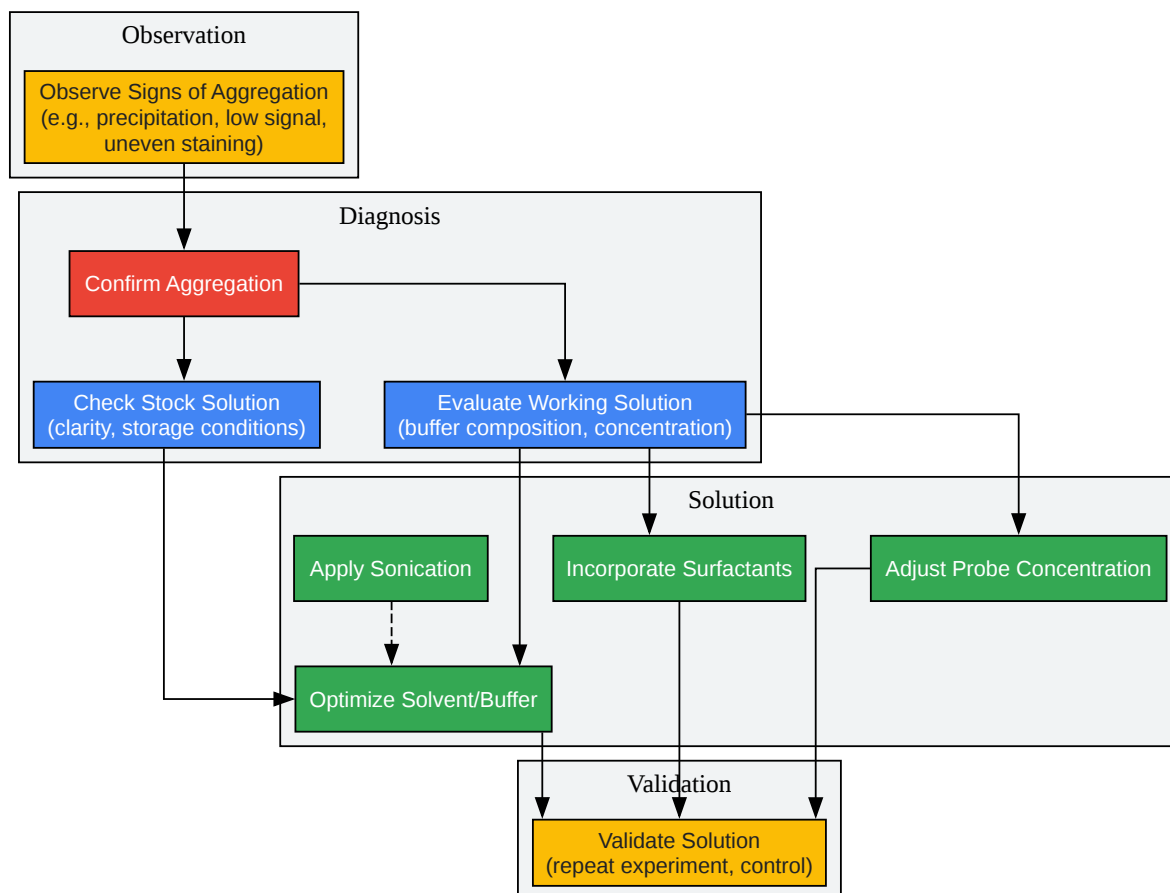 Observation
Observe Signs of Aggregation
(e.g., precipitation, low signal,
uneven staining)
Diagnosis
Confirm Aggregation
Check Stock Solution
(clarity, storage conditions)
Evaluate Working Solution
(buffer composition, concentration)
Solution
Apply Sonication
Incorporate Surfactants
Adjust Probe Concentration
Optimize Solvent/Buffer
Validation
Validate Solution
(repeat experiment, control)